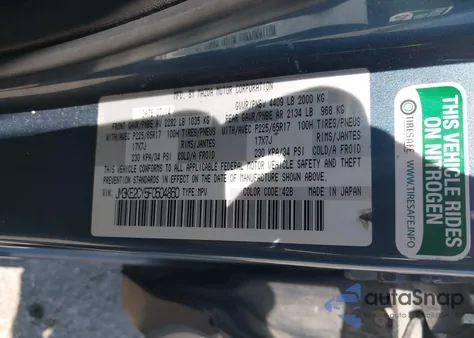 MFD. BY MAZDA MOTOR CORPORATION
GVWR/PNBV 4409 LB 2000 KG
FRONT GAWR/PNBE AV 2282 LB 1035 KG
REAR GAWR/PNBE AR 2134 LB 968 KG
WITH/AVEC P225/65R17 100H TIRES/PNEUS
WITH/AVEC P225/65R17 100H TIRES/PNEUS
17X7J RIMS/JANTES
17X7J RIMS/JANTES
230 KPA/34 PSI COLD/A FROID
230 KPA/34 PSI COLD/A FROID
THIS VEHICLE CONFORMS TO ALL APPLICABLE FEDERAL
MOTOR VEHICLE SAFETY, BUMPER, AND THEFT PREVENTION
STANDARDS IN EFFECT ON THE DATE OF MANUFACTURE
SHOWN ABOVE.
TYPE:MPV
COLOR CODE:42B
MADE IN JAPAN
TIRESAFE
WWW.TIRESAFE.INFO
THIS VEHICLE RIDES
ON NITROGEN
autoSnap